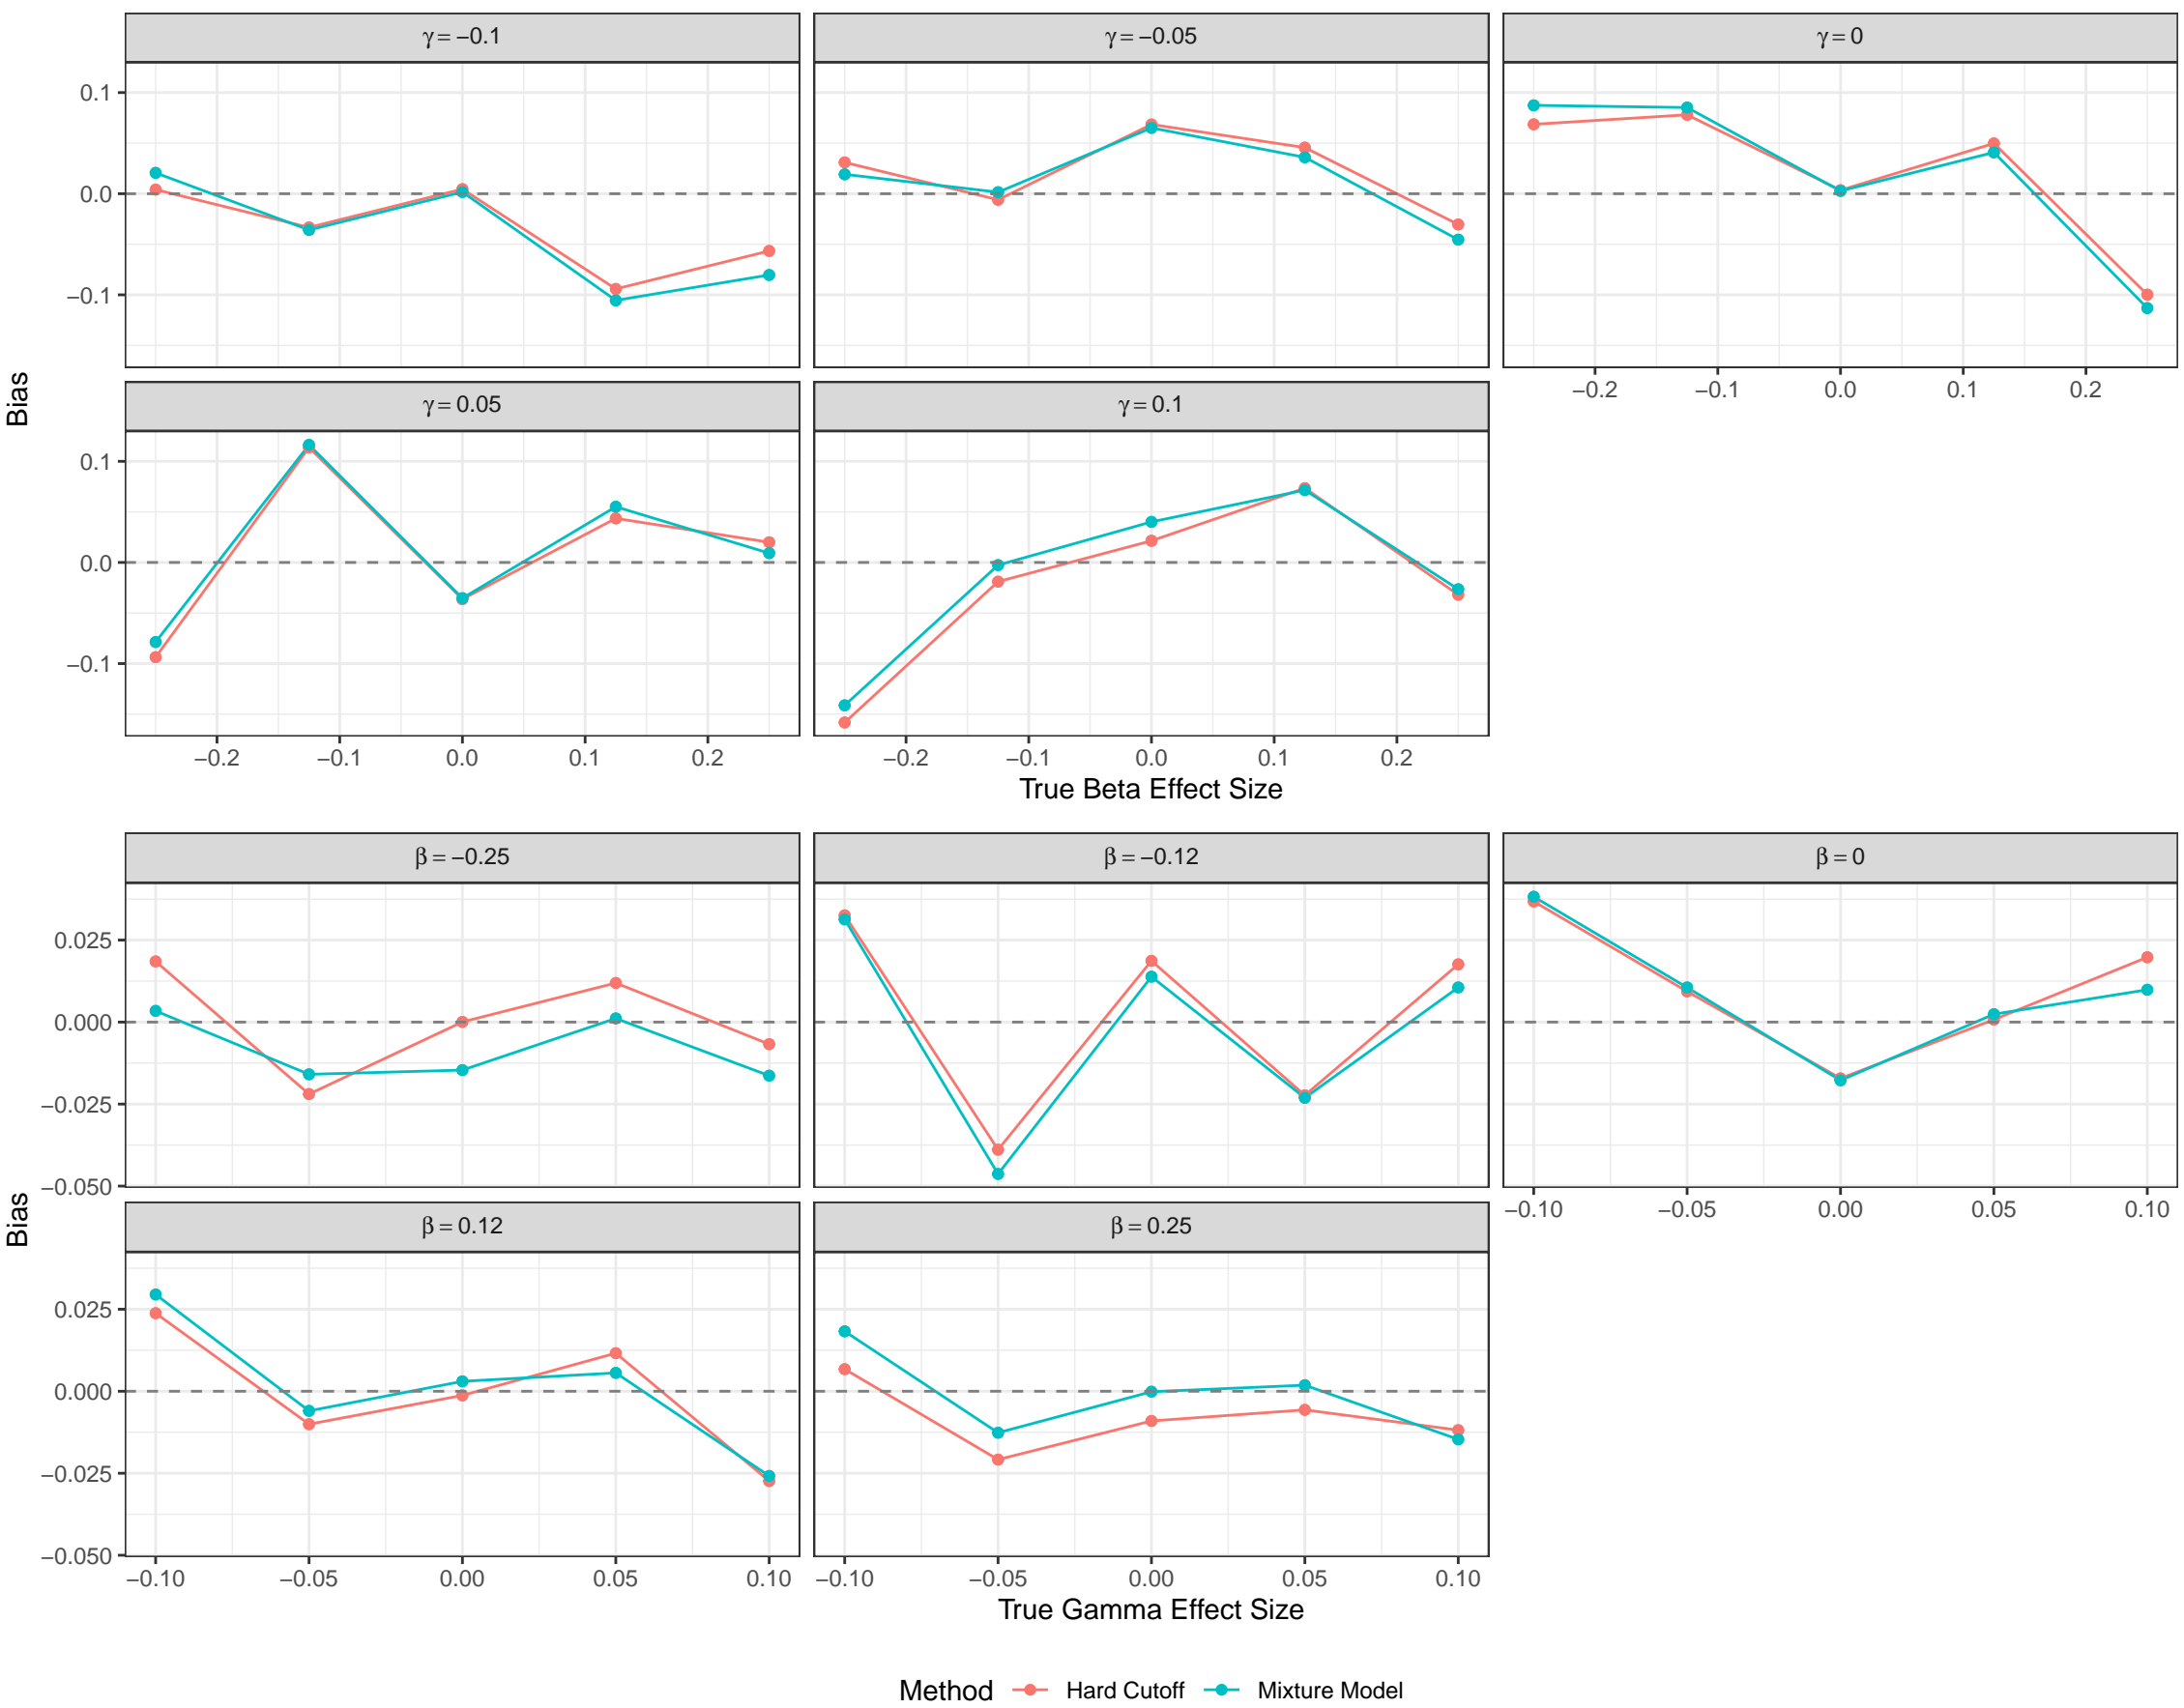 γ = −0.1
γ = −0.05
γ = 0
0.1
0.0
−0.1
−0.2 −0.1 0.0 0.1 0.2
Bias
γ = 0.05
γ = 0.1
0.1
0.0
−0.1
−0.2 −0.1 0.0 0.1 0.2
−0.2 −0.1 0.0 0.1 0.2
True Beta Effect Size
β = −0.25
β = −0.12
β = 0
0.025
0.000
−0.025
−0.050
−0.10 −0.05 0.00 0.05 0.10
Bias
β = 0.12
β = 0.25
0.025
0.000
−0.025
−0.050
−0.10 −0.05 0.00 0.05 0.10
−0.10 −0.05 0.00 0.05 0.10
True Gamma Effect Size
Method Hard Cutoff Mixture Model